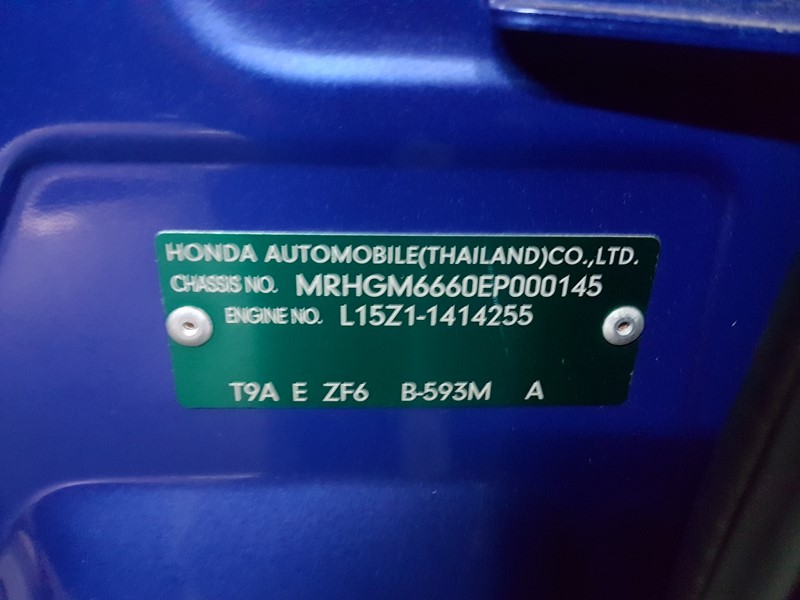 HONDA AUTOMOBILE(THAILAND)CO.,LTD.
CHASSIS NO. MRHGM6660EP000145
ENGINE NO. L15Z1-1414255
T9A E ZF6 B-593M A